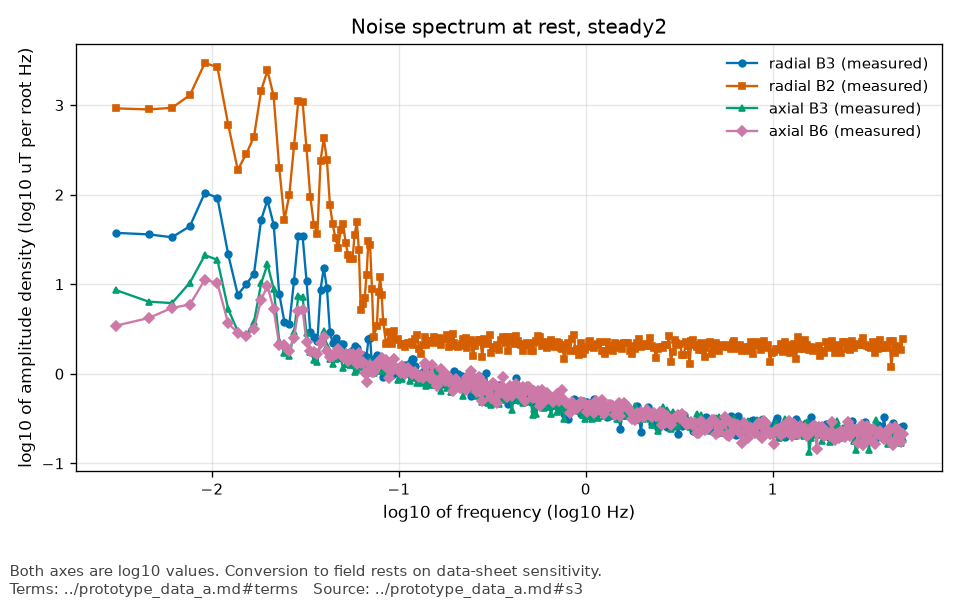 Noise spectrum at rest, steady2
log10 of amplitude density (log10 uT per root Hz)
radial B3 (measured)
radial B2 (measured)
axial B3 (measured)
axial B6 (measured)
3
2
1
0
−1
−2
−1
0
1
log10 of frequency (log10 Hz)
Both axes are log10 values. Conversion to field rests on data-sheet sensitivity.
Terms: ../prototype_data_a.md#terms Source: ../prototype_data_a.md#s3